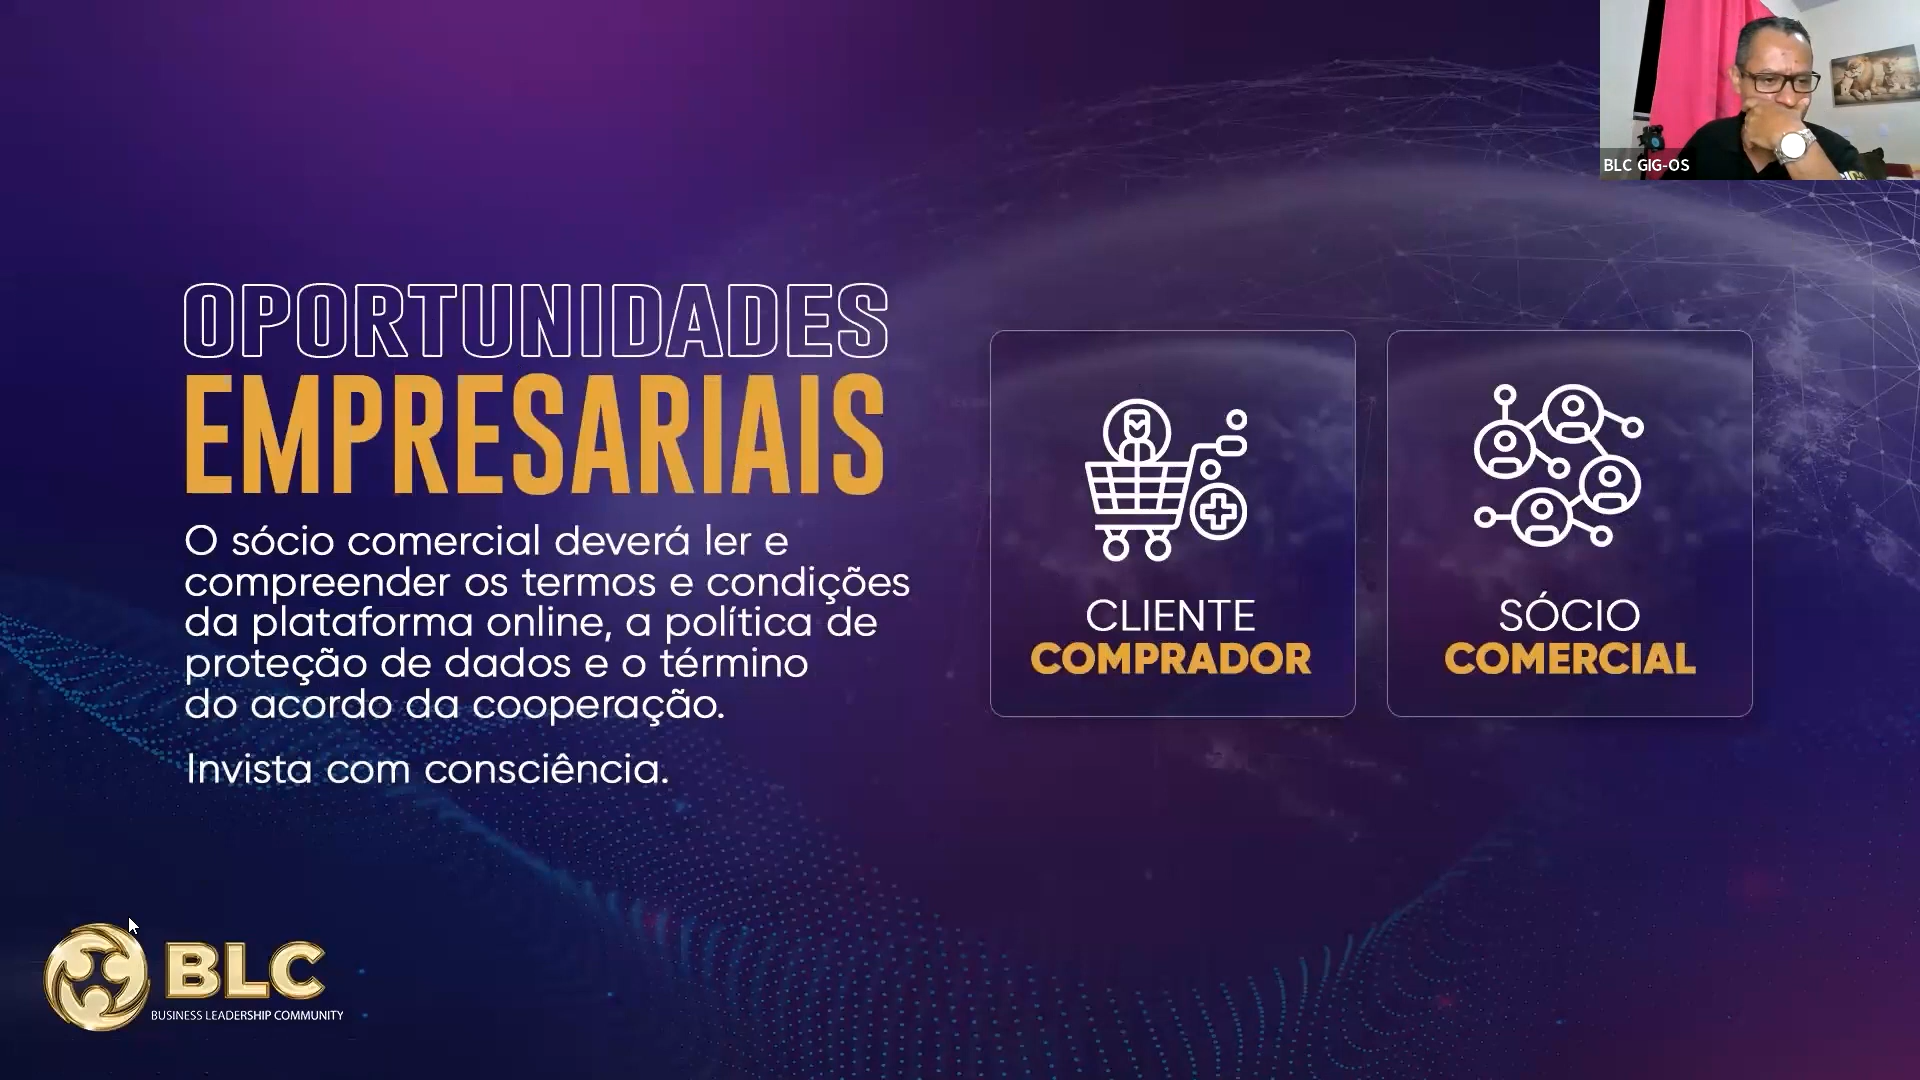 BLC GIG-OS
OPORTUNIDADES
EMPRESARIAIS
O sócio comercial deverá ler e
compreender os termos e condições
da plataforma online, a política de
proteção de dados e o término
do acordo da cooperação.
Invista com consciência.
CLIENTE
COMPRADOR
SÓCIO
COMERCIAL
BLC
BUSINESS LEADERSHIP COMMUNITY